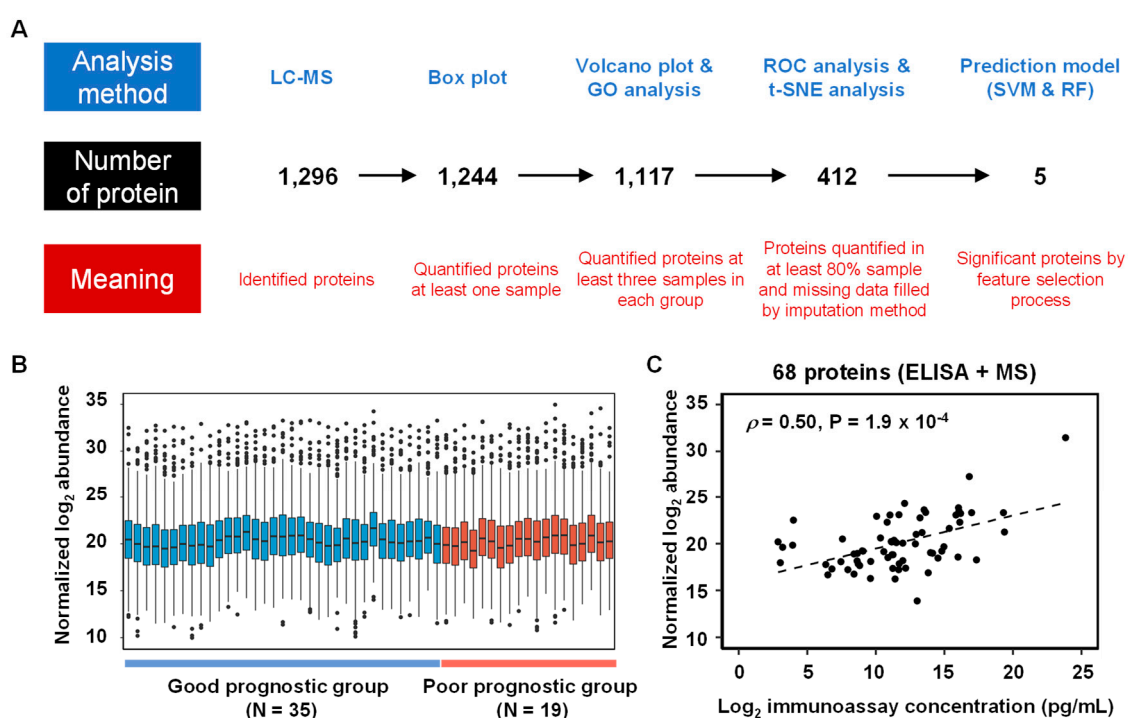 A
Analysis
method
LC-MS
Box plot
Volcano plot &
GO analysis
ROC analysis &
t-SNE analysis
Prediction model
(SVM & RF)
Number
of protein
1,296
1,244
1,117
412
5
Meaning
Identified proteins
Quantified proteins
at least one sample
Quantified proteins at
least three samples in
each group
Proteins quantified in
at least 80% sample
and missing data filled
by imputation method
Significant proteins by
feature selection
process
B
Normalized log₂ abundance
35
30
25
20
15
10
Good prognostic group
(N = 35)
Poor prognostic group
(N = 19)
C
68 proteins (ELISA + MS)
ρ = 0.50, P = 1.9 x 10⁻⁴
Normalized log₂ abundance
35
30
25
20
15
10
0 5 10 15 20 25
Log₂ immunoassay concentration (pg/mL)